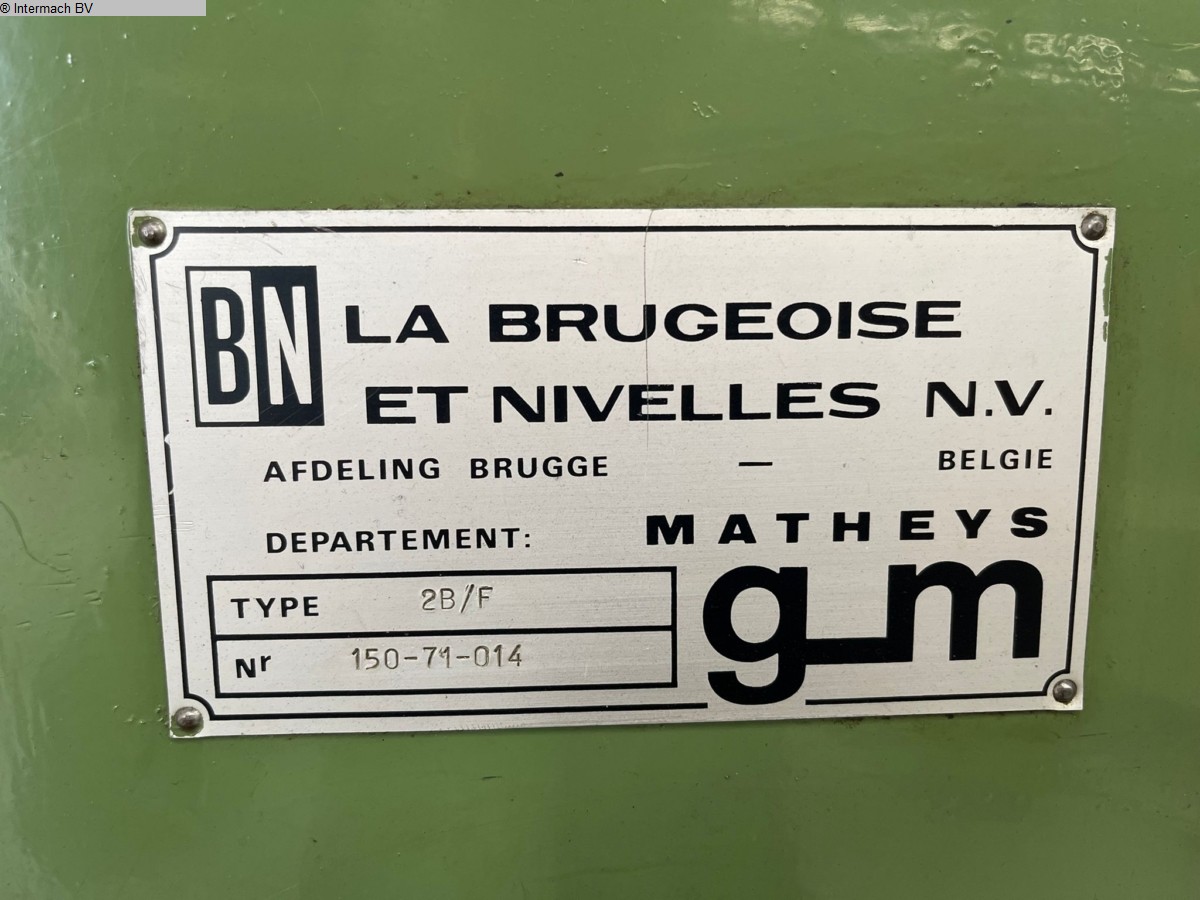 ® Intermach BV
BN LA BRUGEOISE
ET NIVELLES N.V.
AFDELING BRUGGE — BELGIE
DEPARTEMENT: MATHEYS
TYPE 2B/F
Nr 150-71-014
gm